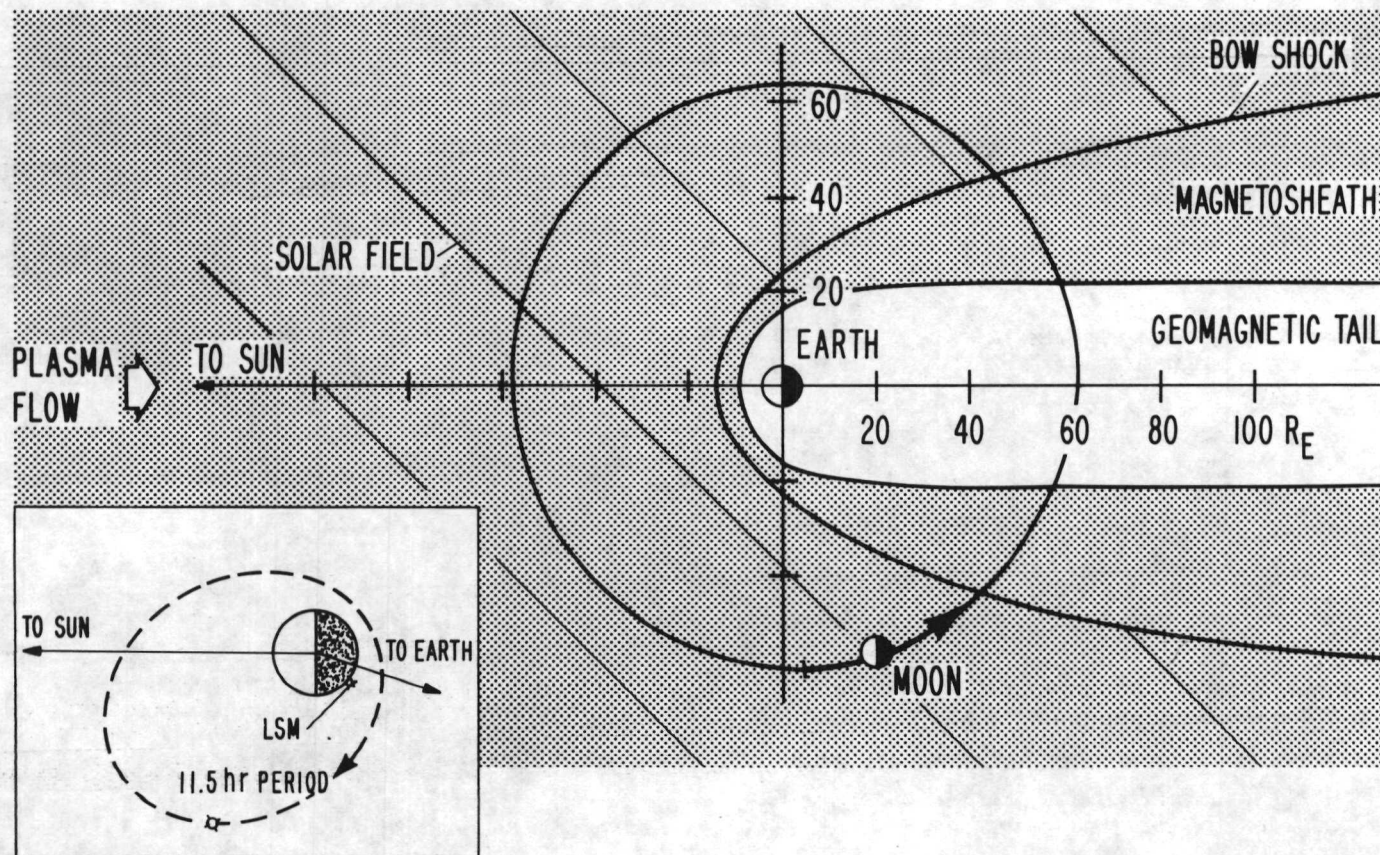 BOW SHOCK
60
MAGNETOSHEATH
40
SOLAR FIELD
20
GEOMAGNETIC TAIL
EARTH
PLASMA
FLOW
TO SUN
20
40
60
80
100 RE
MOON
TO SUN
TO EARTH
LSM
11.5 hr PERIOD